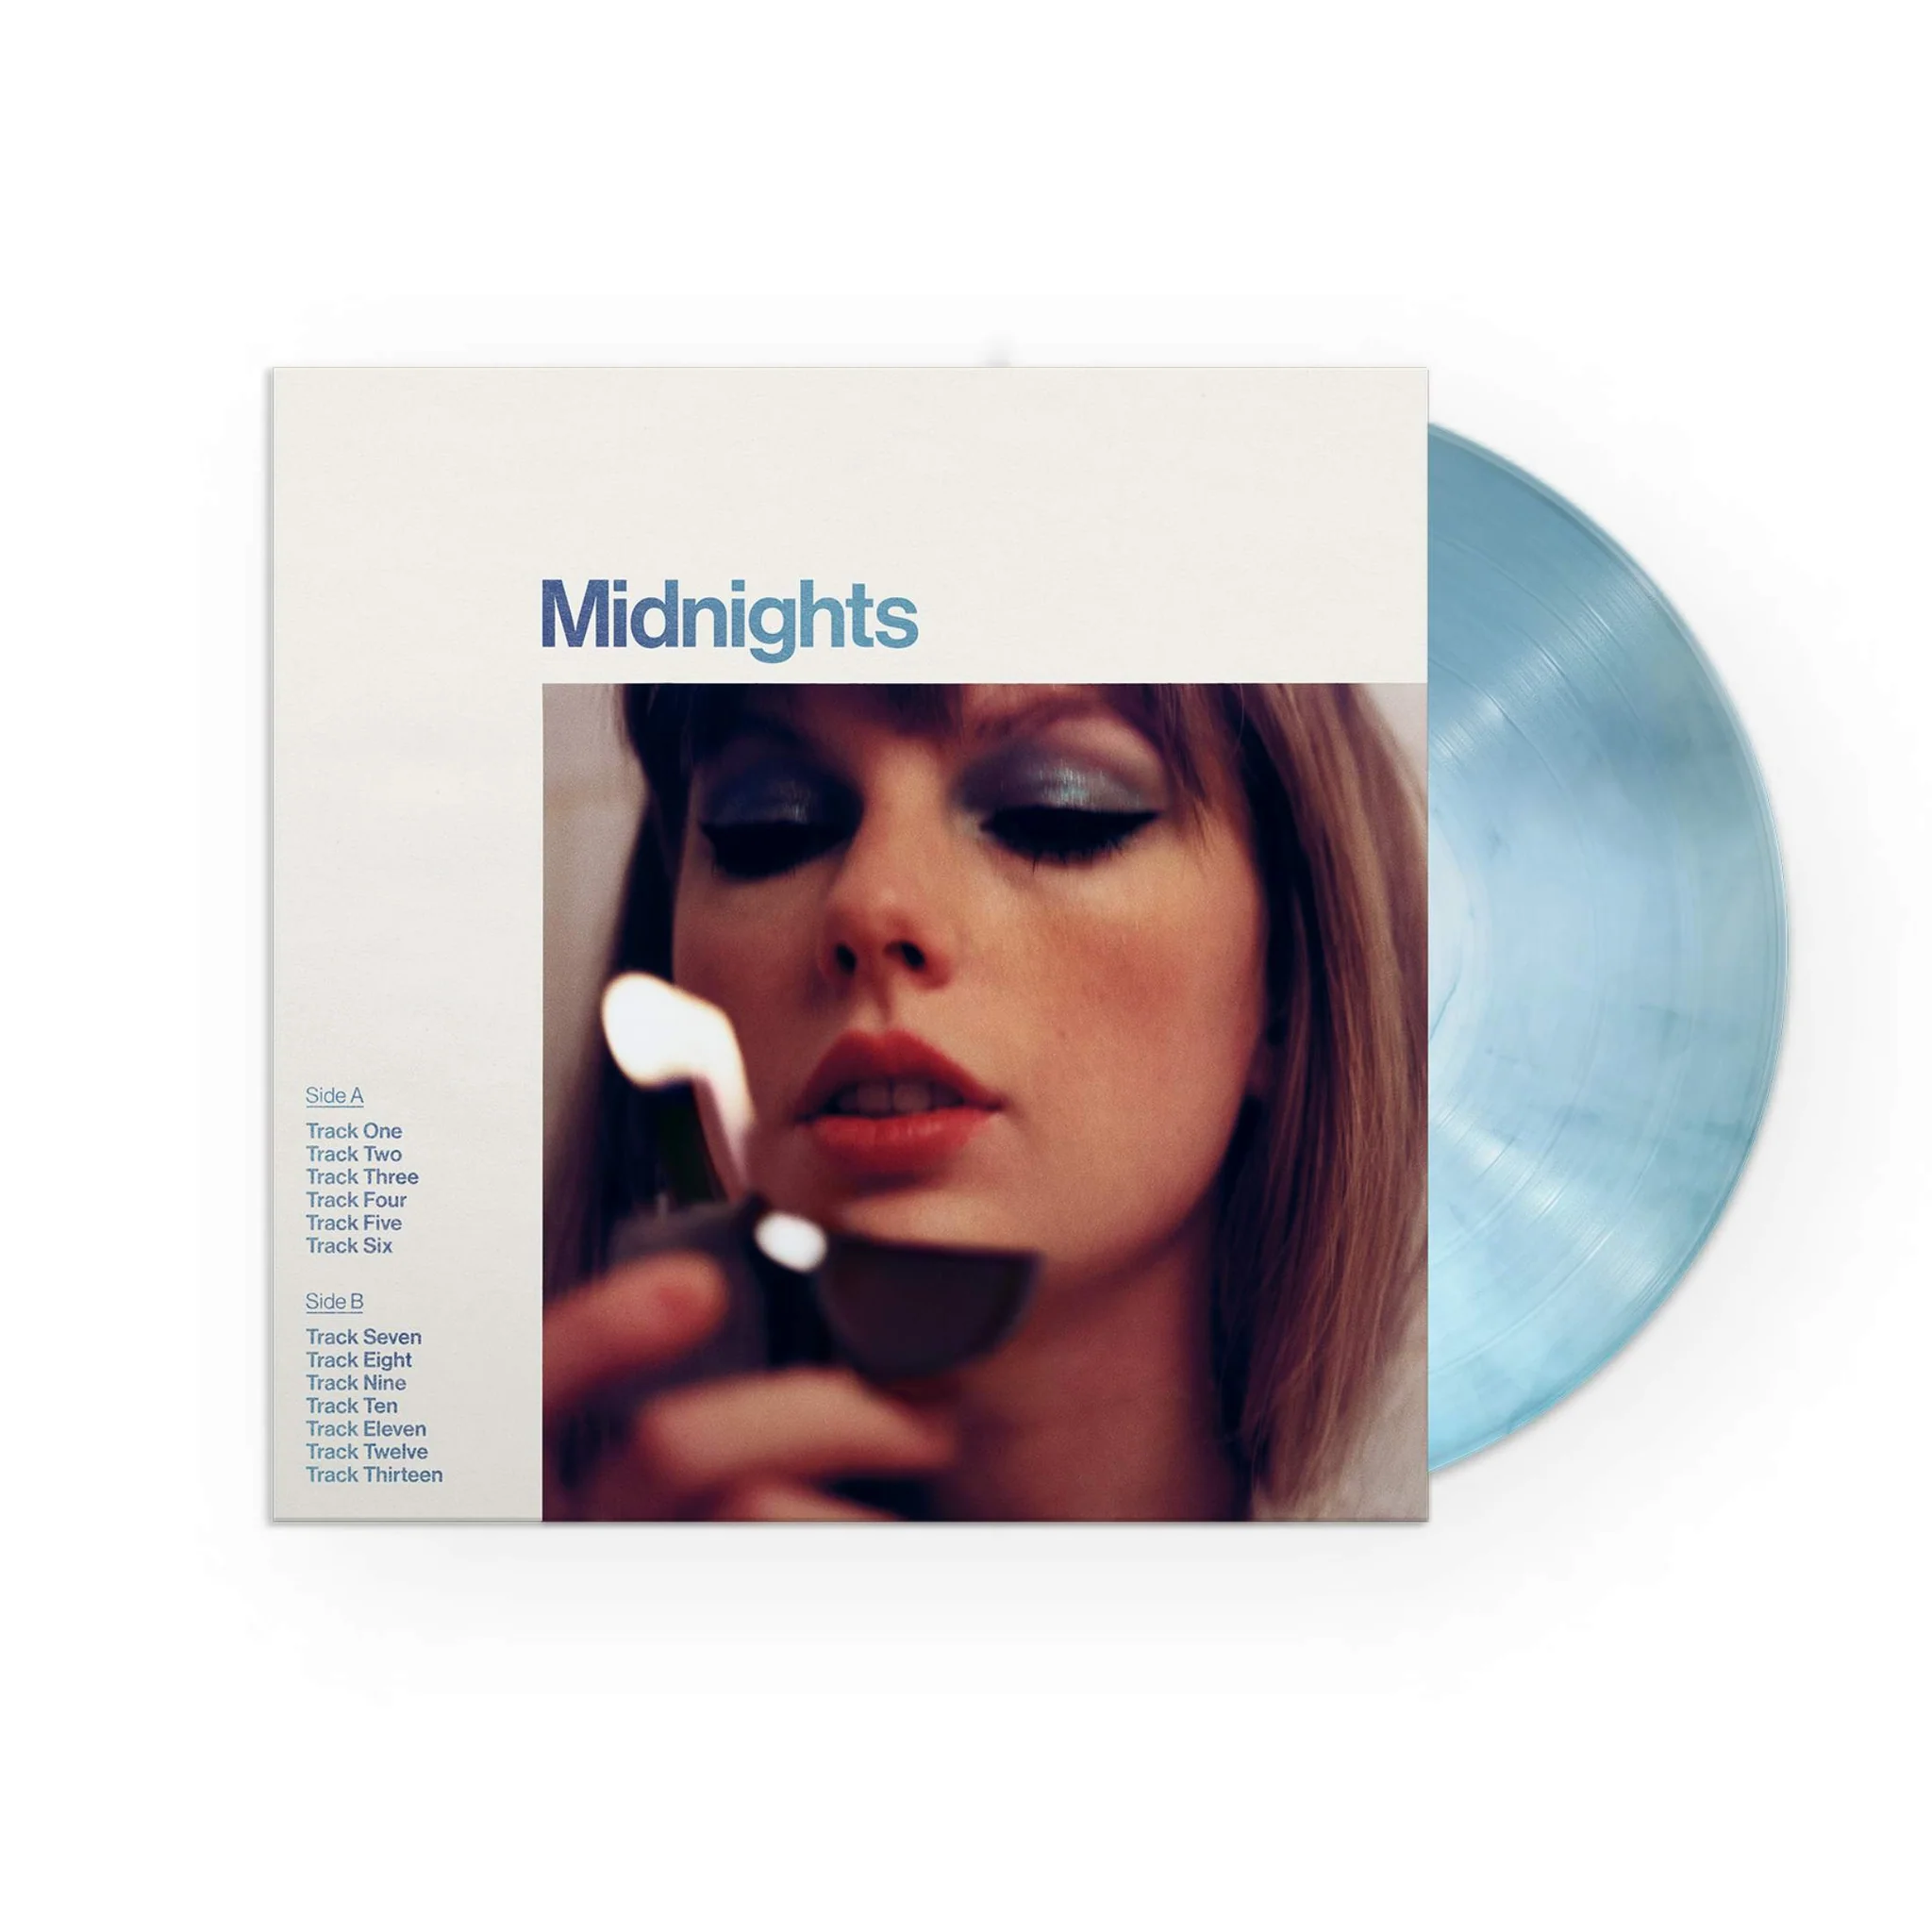 Midnights
Side A
Track One
Track Two
Track Three
Track Four
Track Five
Track Six
Side B
Track Seven
Track Eight
Track Nine
Track Ten
Track Eleven
Track Twelve
Track Thirteen